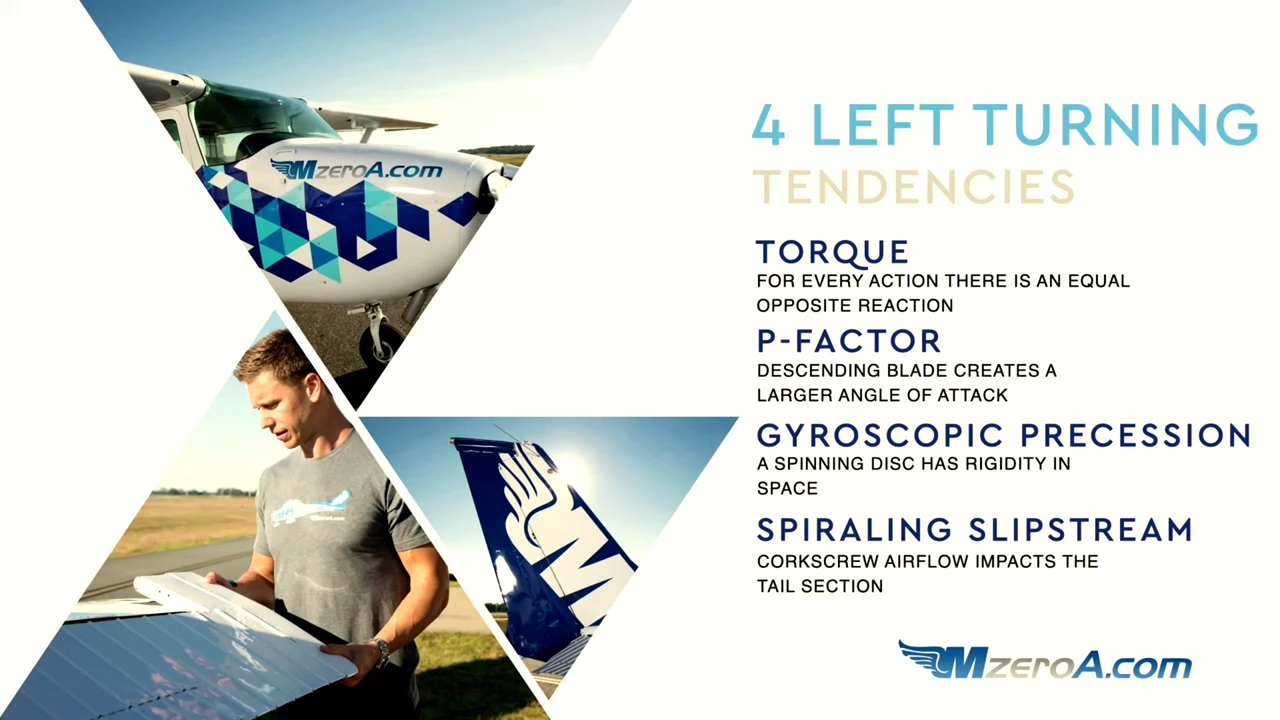 4 LEFT TURNING
TENDENCIES
TORQUE
FOR EVERY ACTION THERE IS AN EQUAL
OPPOSITE REACTION
P-FACTOR
DESCENDING BLADE CREATES A
LARGER ANGLE OF ATTACK
GYROSCOPIC PRECESSION
A SPINNING DISC HAS RIGIDITY IN
SPACE
SPIRALING SLIPSTREAM
CORKSCREW AIRFLOW IMPACTS THE
TAIL SECTION
MzeroA.com
MzeroA.com